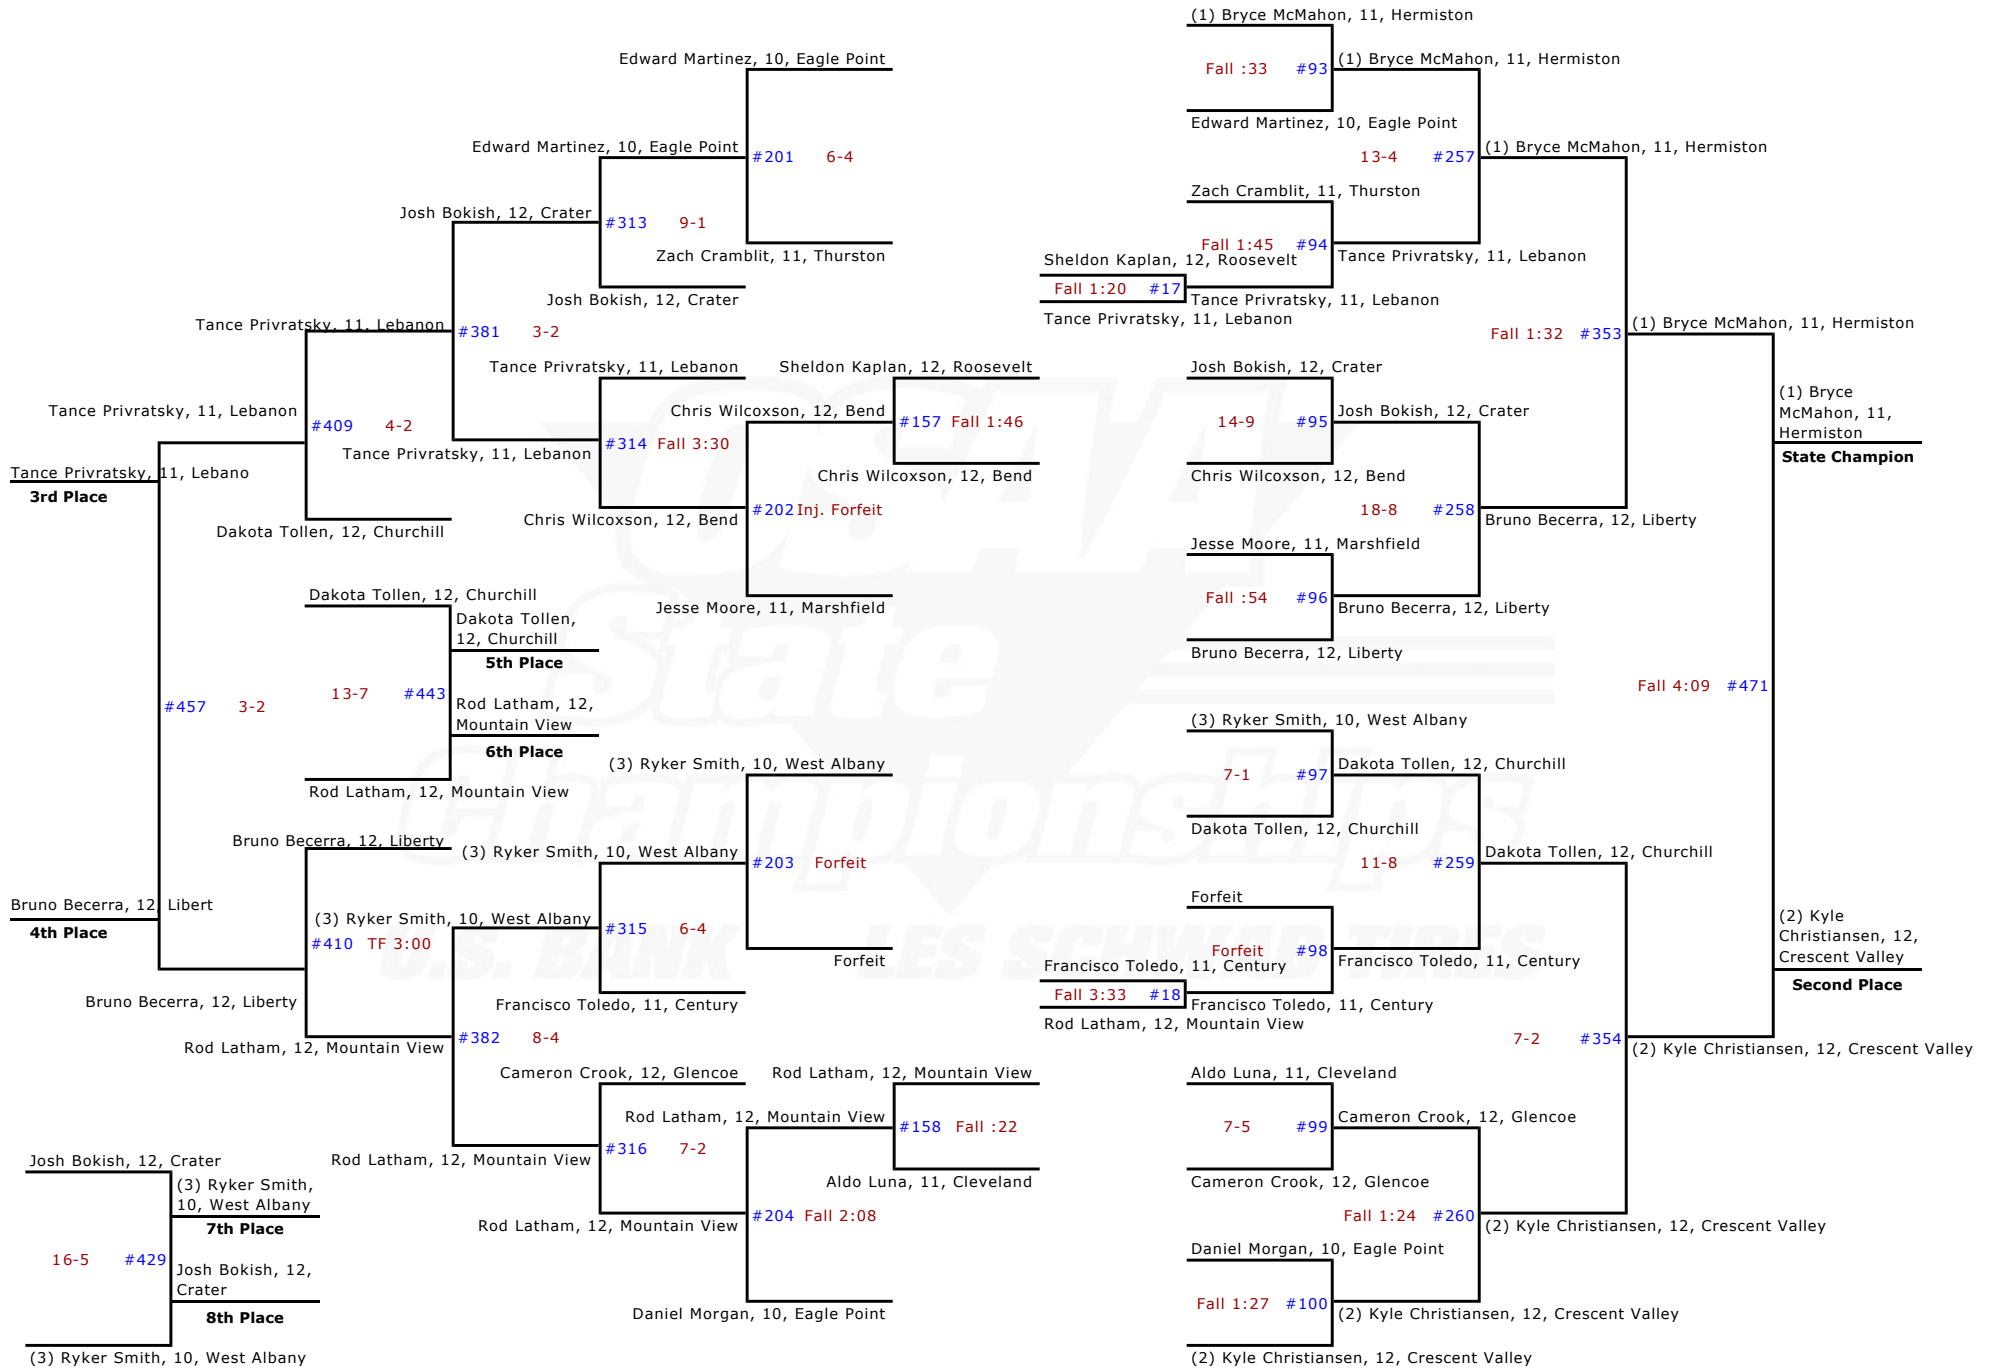 (1) Bryce McMahon, 11, Hermiston
Edward Martinez, 10, Eagle Point
Fall :33 #93
(1) Bryce McMahon, 11, Hermiston
Edward Martinez, 10, Eagle Point
Edward Martinez, 10, Eagle Point
#201 6-4
13-4 #257
(1) Bryce McMahon, 11, Hermiston
Zach Cramblit, 11, Thurston
Josh Bokish, 12, Crater
#313 9-1
Fall 1:45 #94
Zach Cramblit, 11, Thurston
Sheldon Kaplan, 12, Roosevelt
Tance Privratsky, 11, Lebanon
Fall 1:20 #17
Josh Bokish, 12, Crater
Tance Privratsky, 11, Lebanon
Tance Privratsky, 11, Lebanon
Tance Privratsky, 11, Lebanon
#381 3-2
Fall 1:32 #353
(1) Bryce McMahon, 11, Hermiston
Tance Privratsky, 11, Lebanon
Sheldon Kaplan, 12, Roosevelt
Josh Bokish, 12, Crater
(1) Bryce
McMahon, 11,
Hermiston
State Champion
Tance Privratsky, 11, Lebanon
#409 4-2
Chris Wilcoxson, 12, Bend
#157 Fall 1:46
14-9 #95
Josh Bokish, 12, Crater
Tance Privratsky, 11, Lebanon
#314 Fall 3:30
Tance Privratsky, 11, Lebano
3rd Place
Chris Wilcoxson, 12, Bend
Chris Wilcoxson, 12, Bend
#202 Inj. Forfeit
18-8 #258
Chris Wilcoxson, 12, Bend
Bruno Becerra, 12, Liberty
Dakota Tollen, 12, Churchill
Jesse Moore, 11, Marshfield
OSAA
Dakota Tollen, 12, Churchill
Fall :54 #96
Jesse Moore, 11, Marshfield
Bruno Becerra, 12, Liberty
Dakota Tollen,
12, Churchill
5th Place
State
Bruno Becerra, 12, Liberty
13-7 #443
#457 3-2
Fall 4:09 #471
Rod Latham, 12,
Mountain View
6th Place
(3) Ryker Smith, 10, West Albany
(3) Ryker Smith, 10, West Albany
7-1 #97
Dakota Tollen, 12, Churchill
Rod Latham, 12, Mountain View
Championships
Dakota Tollen, 12, Churchill
Bruno Becerra, 12, Liberty
(3) Ryker Smith, 10, West Albany
#203 Forfeit
11-8 #259
Dakota Tollen, 12, Churchill
Forfeit
Bruno Becerra, 12, Libert
4th Place
(3) Ryker Smith, 10, West Albany
#315 6-4
#410 TF 3:00
U.S. BANK LES SCHWAB TIRES
Forfeit #98
Forfeit
Francisco Toledo, 11, Century
Francisco Toledo, 11, Century
(2) Kyle
Christiansen, 12,
Crescent Valley
Second Place
Fall 3:33 #18
Bruno Becerra, 12, Liberty
Francisco Toledo, 11, Century
Francisco Toledo, 11, Century
Rod Latham, 12, Mountain View
Rod Latham, 12, Mountain View
#382 8-4
7-2 #354
(2) Kyle Christiansen, 12, Crescent Valley
Cameron Crook, 12, Glencoe
Rod Latham, 12, Mountain View
Aldo Luna, 11, Cleveland
Rod Latham, 12, Mountain View
#158 Fall :22
7-5 #99
Cameron Crook, 12, Glencoe
Rod Latham, 12, Mountain View
#316 7-2
Josh Bokish, 12, Crater
Aldo Luna, 11, Cleveland
Cameron Crook, 12, Glencoe
(3) Ryker Smith,
10, West Albany
7th Place
Rod Latham, 12, Mountain View
#204 Fall 2:08
Fall 1:24 #260
(2) Kyle Christiansen, 12, Crescent Valley
Daniel Morgan, 10, Eagle Point
16-5 #429
Josh Bokish, 12,
Crater
8th Place
Fall 1:27 #100
Daniel Morgan, 10, Eagle Point
(2) Kyle Christiansen, 12, Crescent Valley
(3) Ryker Smith, 10, West Albany
(2) Kyle Christiansen, 12, Crescent Valley